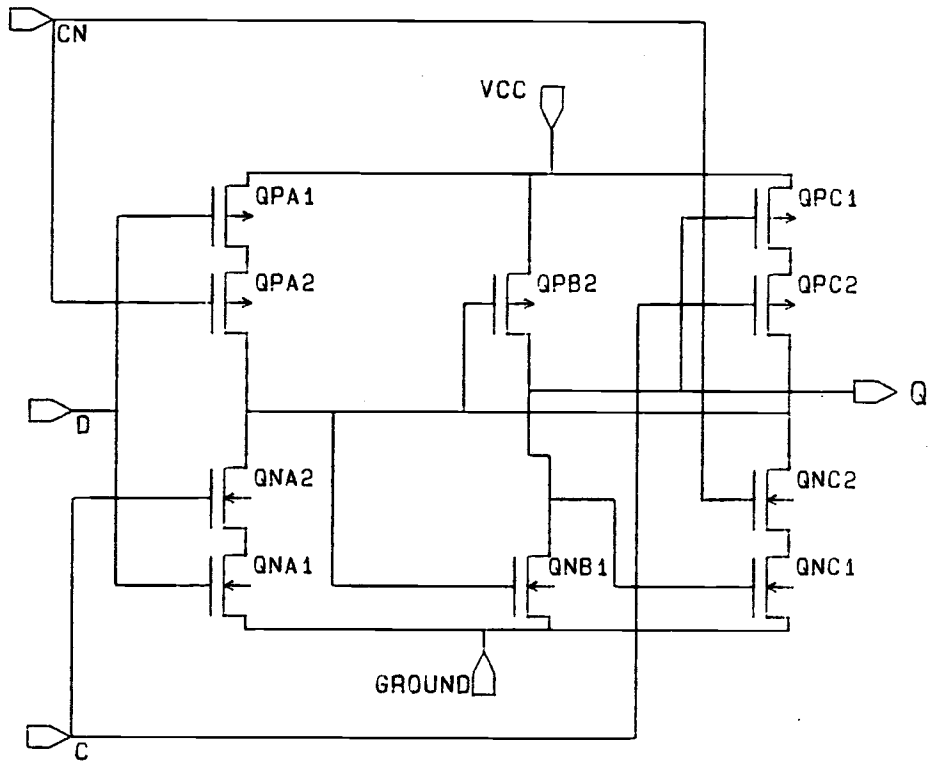 CN
VCC
QPA1
QPC1
QPA2
QPB2
QPC2
Q
D
QNA2
QNC2
QNA1
QNB1
QNC1
GROUND
C